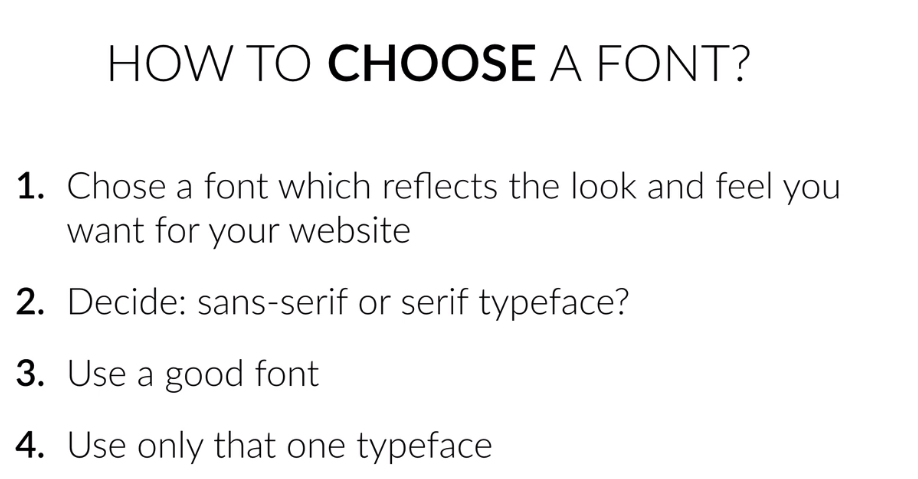 HOW TO CHOOSE A FONT?
1. Chose a font which reflects the look and feel you
want for your website
2. Decide: sans-serif or serif typeface?
3. Use a good font
4. Use only that one typeface